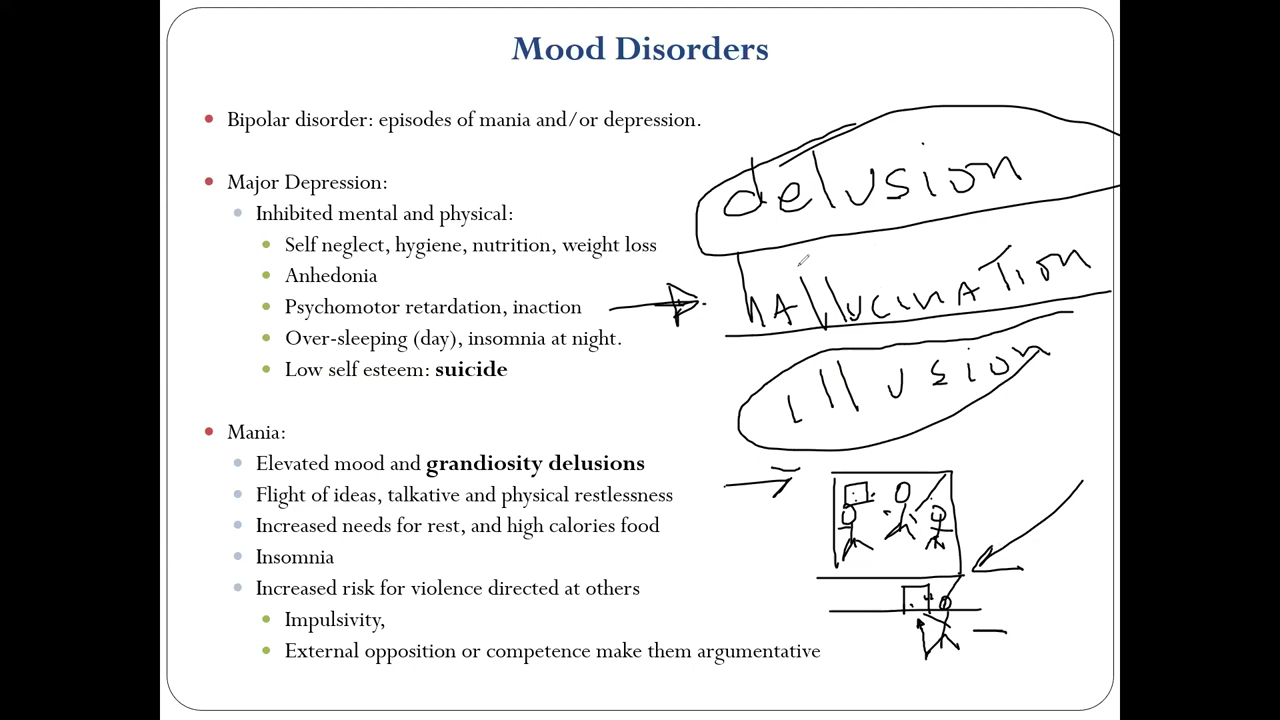 Mood Disorders
• Bipolar disorder: episodes of mania and/or depression.
• Major Depression:
• Inhibited mental and physical:
• Self neglect, hygiene, nutrition, weight loss
• Anhedonia
• Psychomotor retardation, inaction
• Over-sleeping (day), insomnia at night.
• Low self esteem: suicide
• Mania:
• Elevated mood and grandiosity delusions
• Flight of ideas, talkative and physical restlessness
• Increased needs for rest, and high calories food
• Insomnia
• Increased risk for violence directed at others
• Impulsivity,
• External opposition or competence make them argumentative
delusion
hAllucinATion
illusion